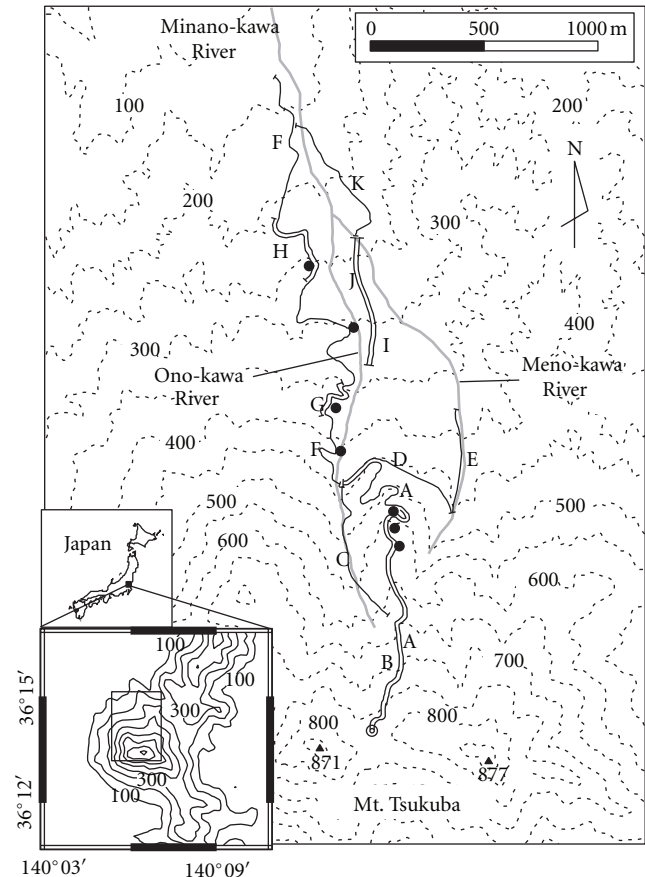 Minano-kawa
River
0 500 1000 m
100
200
F
N
K
200
300
H
J
400
300
I
Ono-kawa
River
Meno-kawa
River
G
400
F
D
E
A
500
500
Japan
600
C
600
A
B
700
100
100
36°15′
300
800
800
871
877
300
100
36°12′
Mt. Tsukuba
140°03′
140°09′